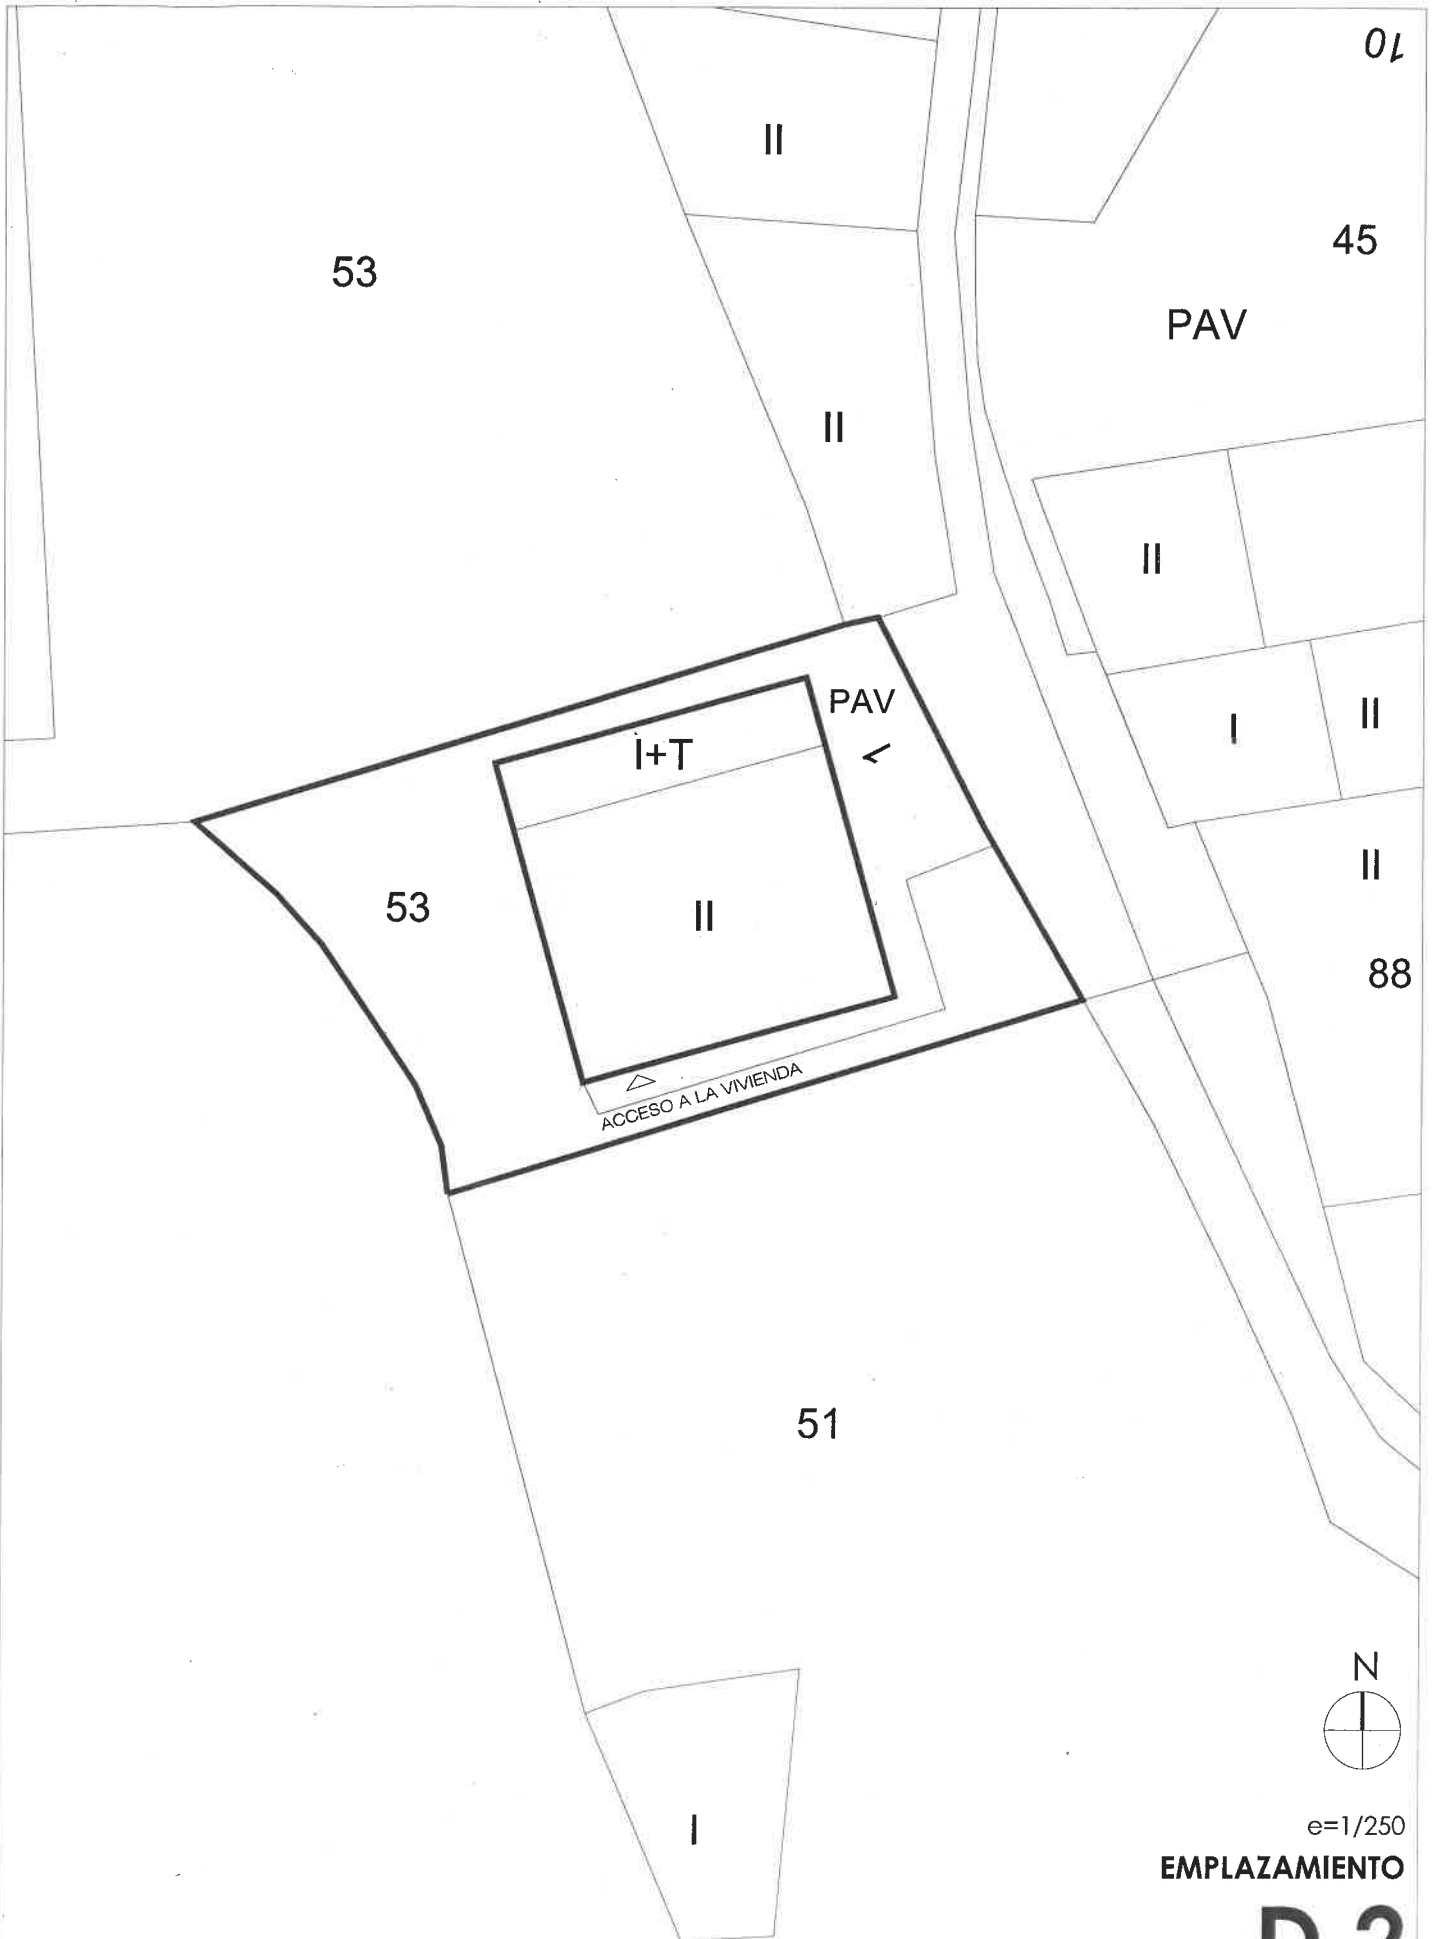 10
II
45
53
PAV
II
II
PAV
I+T
I
II
II
53
II
88
ACCESO A LA VIVIENDA
51
N
I
e=1/250
EMPLAZAMIENTO